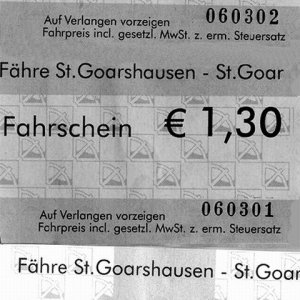 Auf Verlangen vorzeigen 060302
Fahrpreis incl. gesetzl. MwSt. z. erm. Steuersatz
Fähre St.Goarshausen - St.Goar
Fahrschein € 1,30
Auf Verlangen vorzeigen 060301
Fahrpreis incl. gesetzl. MwSt. z. erm. Steuersatz
Fähre St.Goarshausen - St.Goar